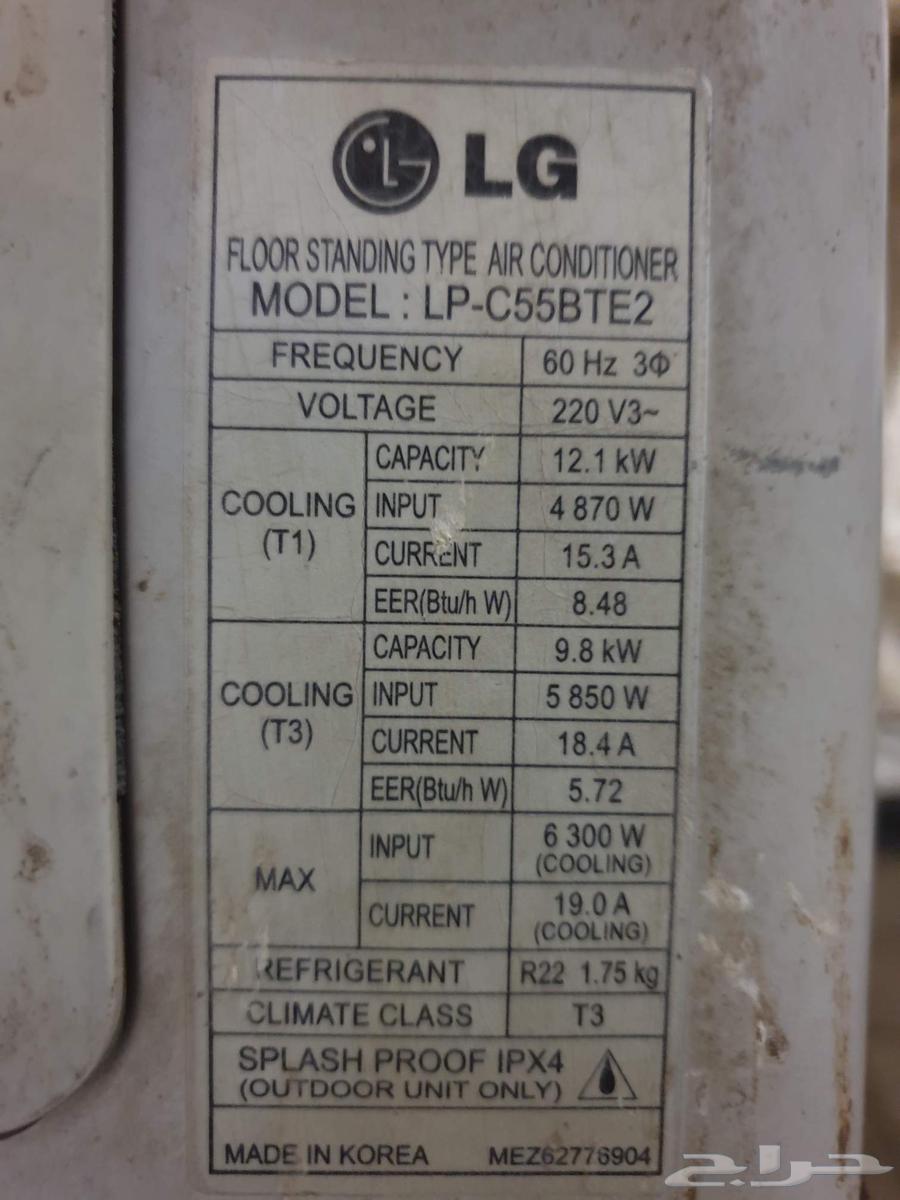 LG
FLOOR STANDING TYPE AIR CONDITIONER
MODEL : LP-C55BTE2
FREQUENCY 60 Hz 3Φ
VOLTAGE 220 V3~
COOLING (T1)
CAPACITY 12.1 kW
INPUT 4 870 W
CURRENT 15.3 A
EER(Btu/h W) 8.48
COOLING (T3)
CAPACITY 9.8 kW
INPUT 5 850 W
CURRENT 18.4 A
EER(Btu/h W) 5.72
MAX
INPUT 6 300 W
(COOLING)
CURRENT 19.0 A
(COOLING)
REFRIGERANT R22 1.75 kg
CLIMATE CLASS T3
SPLASH PROOF IPX4
(OUTDOOR UNIT ONLY)
MADE IN KOREA MEZ62776904
حراج